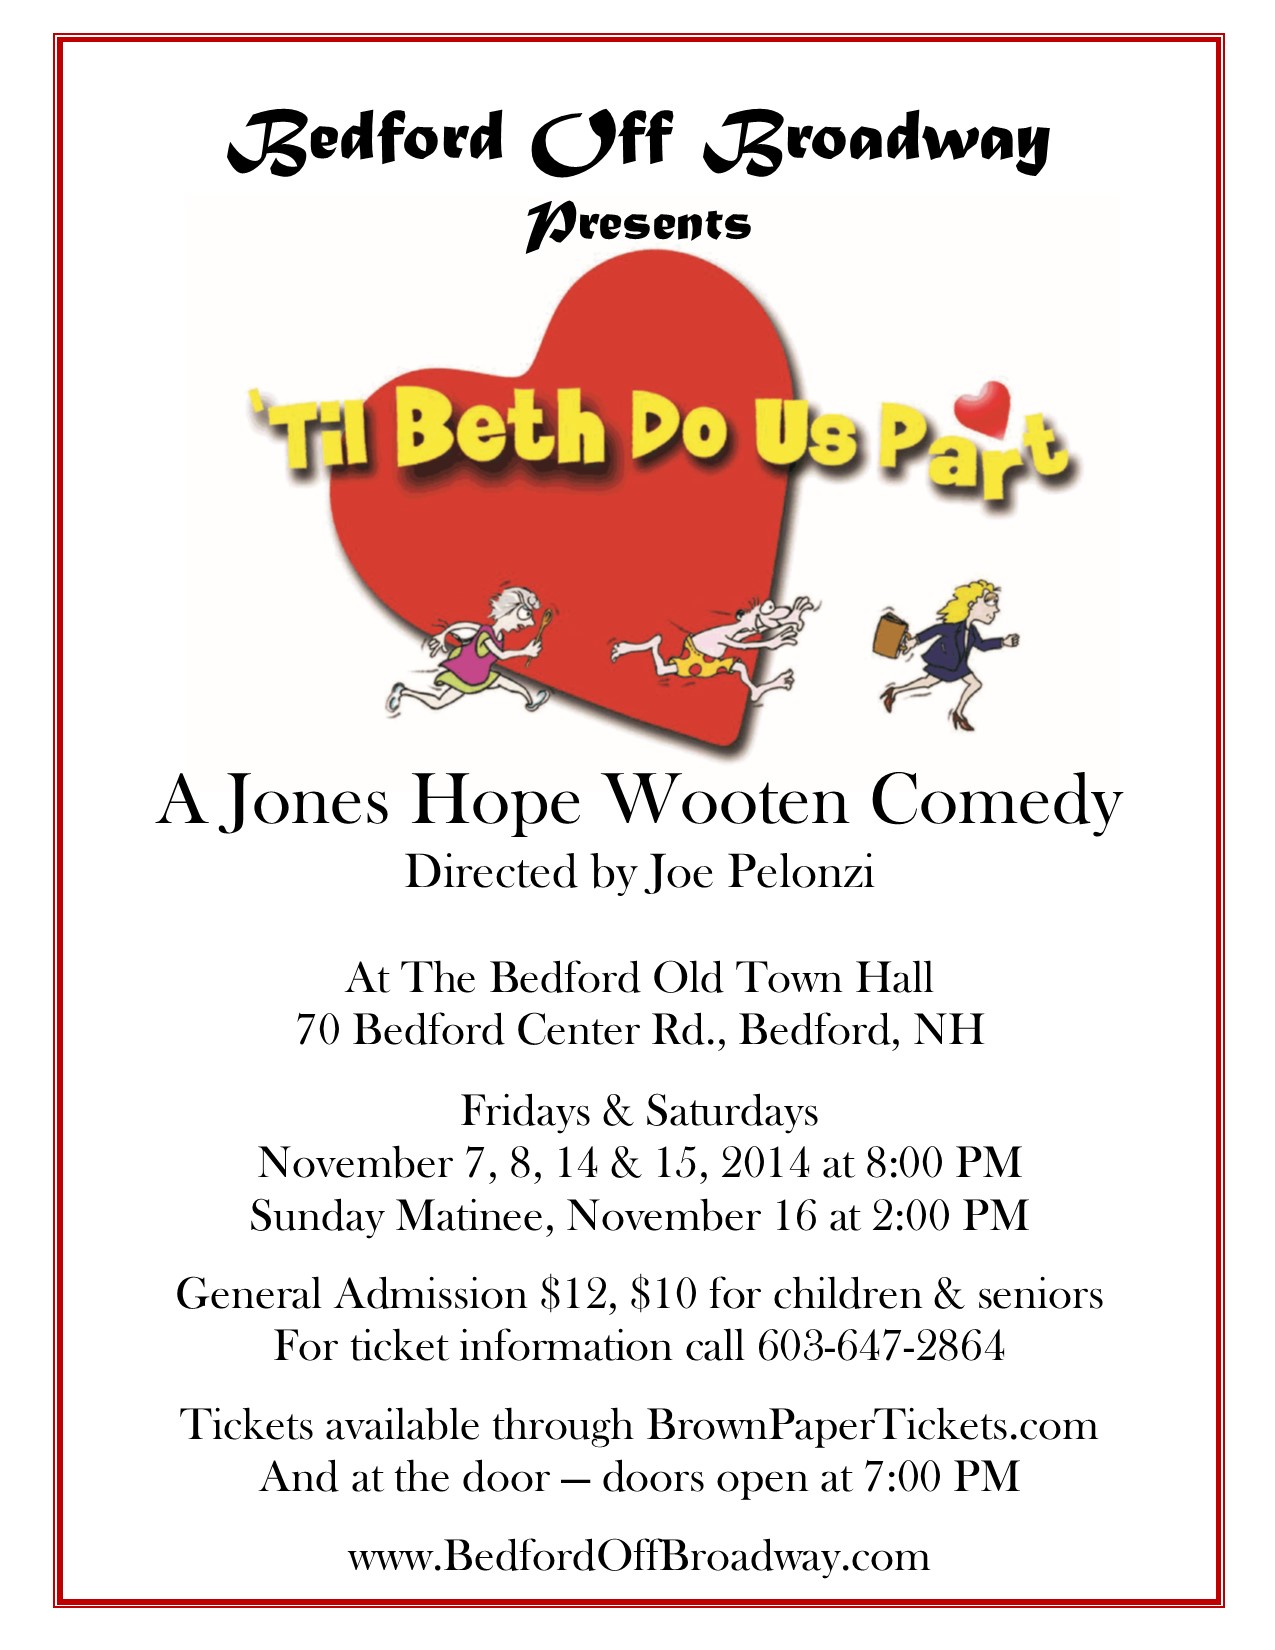 Bedford Off Broadway
Presents
'Til Beth Do Us Part
A Jones Hope Wooten Comedy
Directed by Joe Pelonzi
At The Bedford Old Town Hall
70 Bedford Center Rd., Bedford, NH
Fridays & Saturdays
November 7, 8, 14 & 15, 2014 at 8:00 PM
Sunday Matinee, November 16 at 2:00 PM
General Admission $12, $10 for children & seniors
For ticket information call 603-647-2864
Tickets available through BrownPaperTickets.com
And at the door — doors open at 7:00 PM
www.BedfordOffBroadway.com